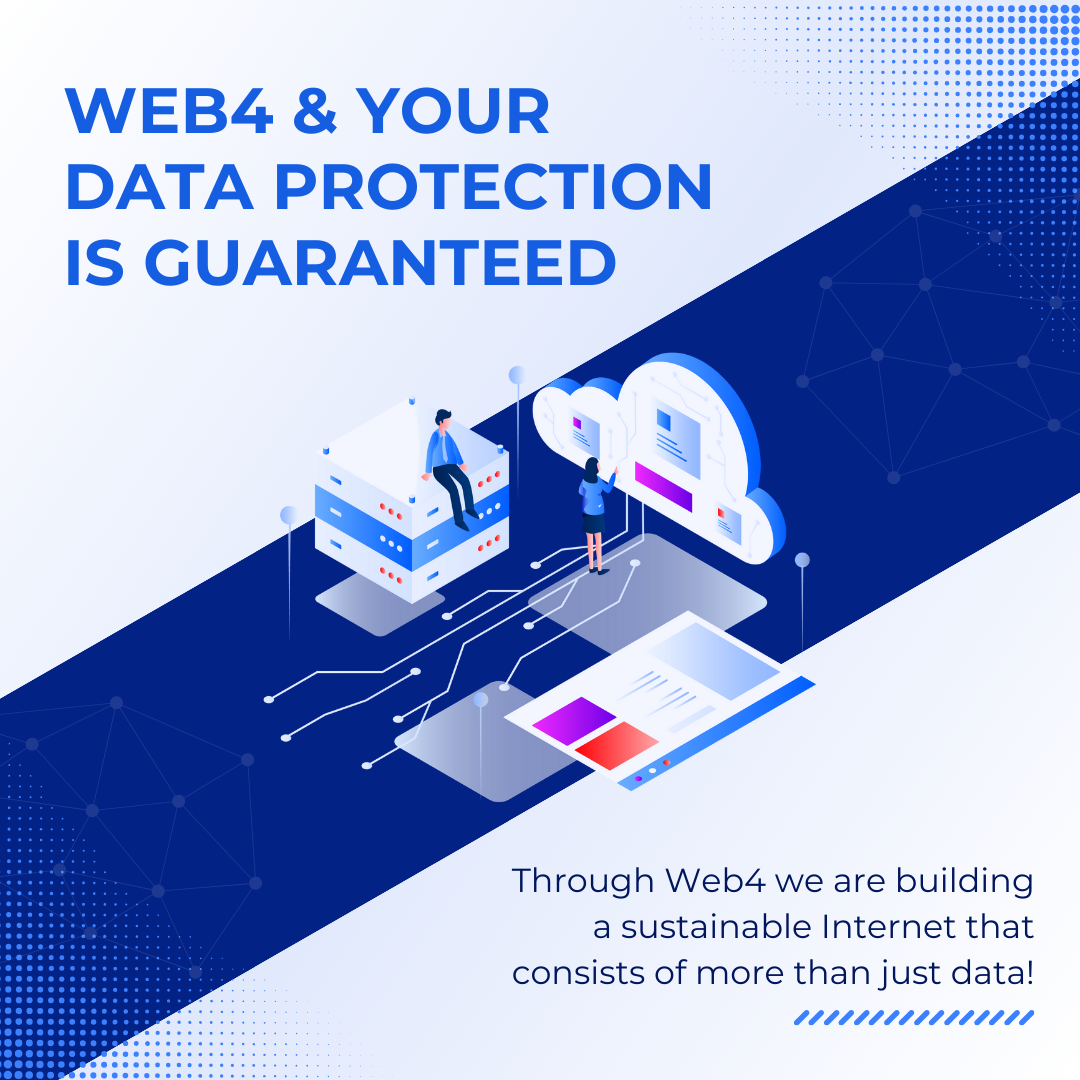 WEB4 & YOUR
DATA PROTECTION
IS GUARANTEED
Through Web4 we are building
a sustainable Internet that
consists of more than just data!